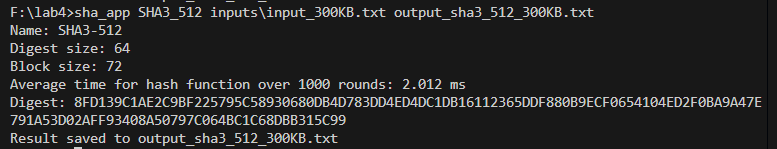 F:\lab4>sha_app SHA3_512 inputs\input_300KB.txt output_sha3_512_300KB.txt
Name: SHA3-512
Digest size: 64
Block size: 72
Average time for hash function over 1000 rounds: 2.012 ms
Digest: 8FD139C1AE2C9BF225795C58930680DB4D783DD4ED4DC1DB16112365DDF880B9ECF0654104ED2F0BA9A47E
791A53D02AFF93408A50797C064BC1C68DBB315C99
Result saved to output_sha3_512_300KB.txt